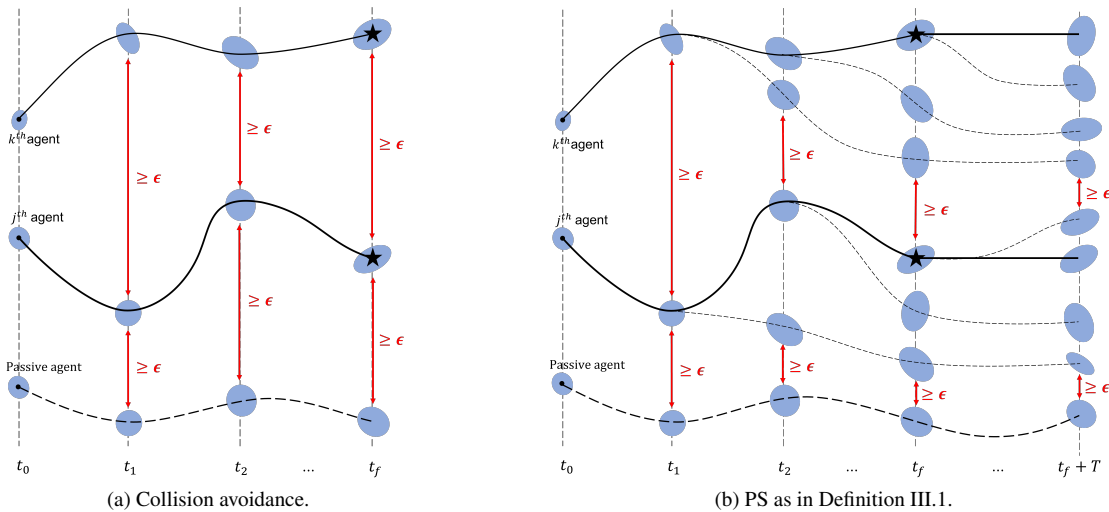 ≥ ϵ
≥ ϵ
k^th agent
≥ ϵ
j^th agent
≥ ϵ
≥ ϵ
≥ ϵ
Passive agent
t_0
t_1
t_2
...
t_f
(a) Collision avoidance.
k^th agent
≥ ϵ
≥ ϵ
≥ ϵ
≥ ϵ
j^th agent
≥ ϵ
≥ ϵ
≥ ϵ
≥ ϵ
Passive agent
t_0
t_1
t_2
...
t_f
...
t_f + T
(b) PS as in Definition III.1.